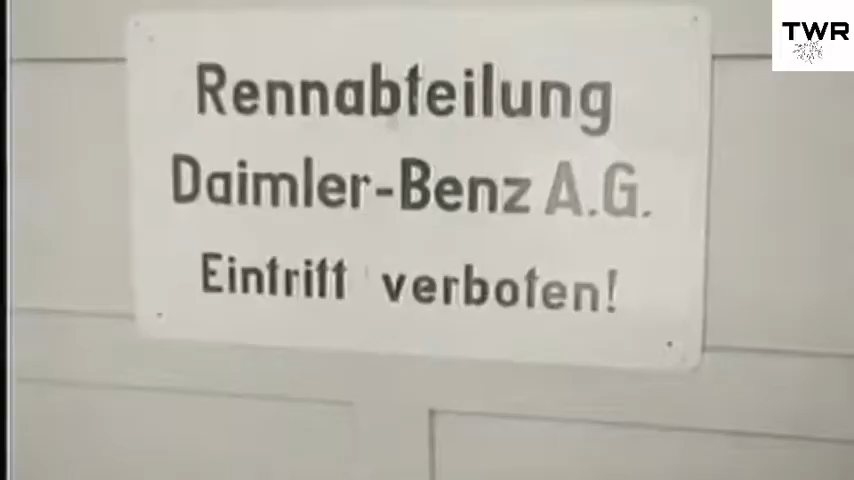 TWR
Rennabteilung
Daimler-Benz A.G.
Eintritt verboten!